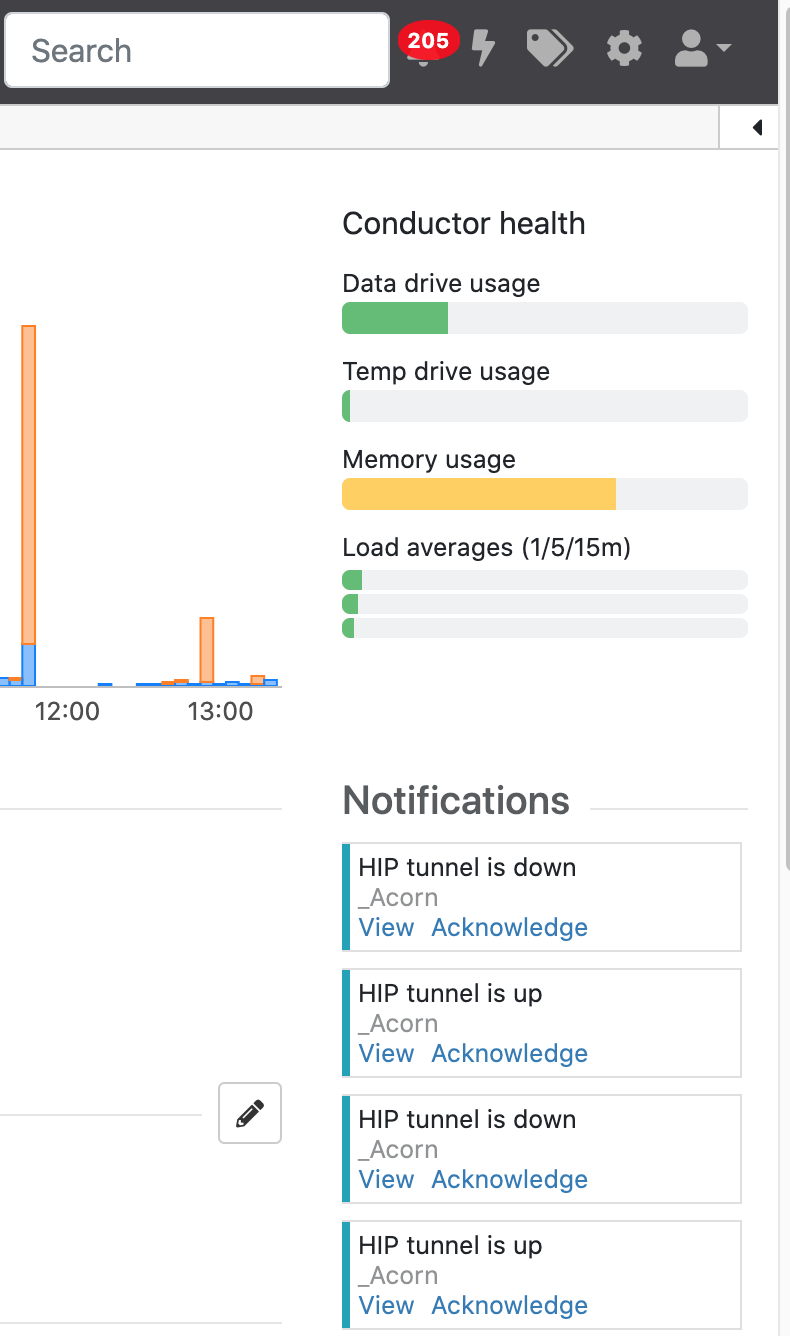 Search
205
Conductor health
Data drive usage
Temp drive usage
Memory usage
Load averages (1/5/15m)
12:00 13:00
Notifications
HIP tunnel is down
_Acorn
View Acknowledge
HIP tunnel is up
_Acorn
View Acknowledge
HIP tunnel is down
_Acorn
View Acknowledge
HIP tunnel is up
_Acorn
View Acknowledge